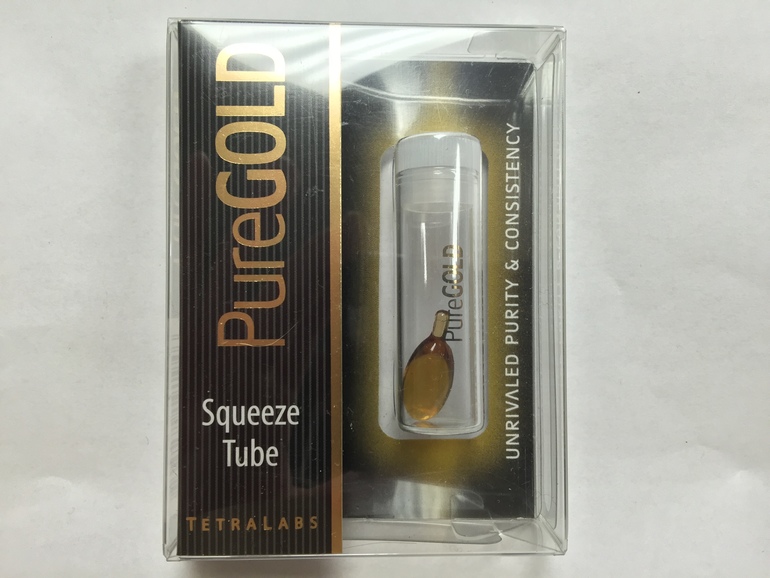 PureGOLD
Squeeze
Tube
TETRALABS
PureGOLD
UNRIVALED PURITY & CONSISTENCY